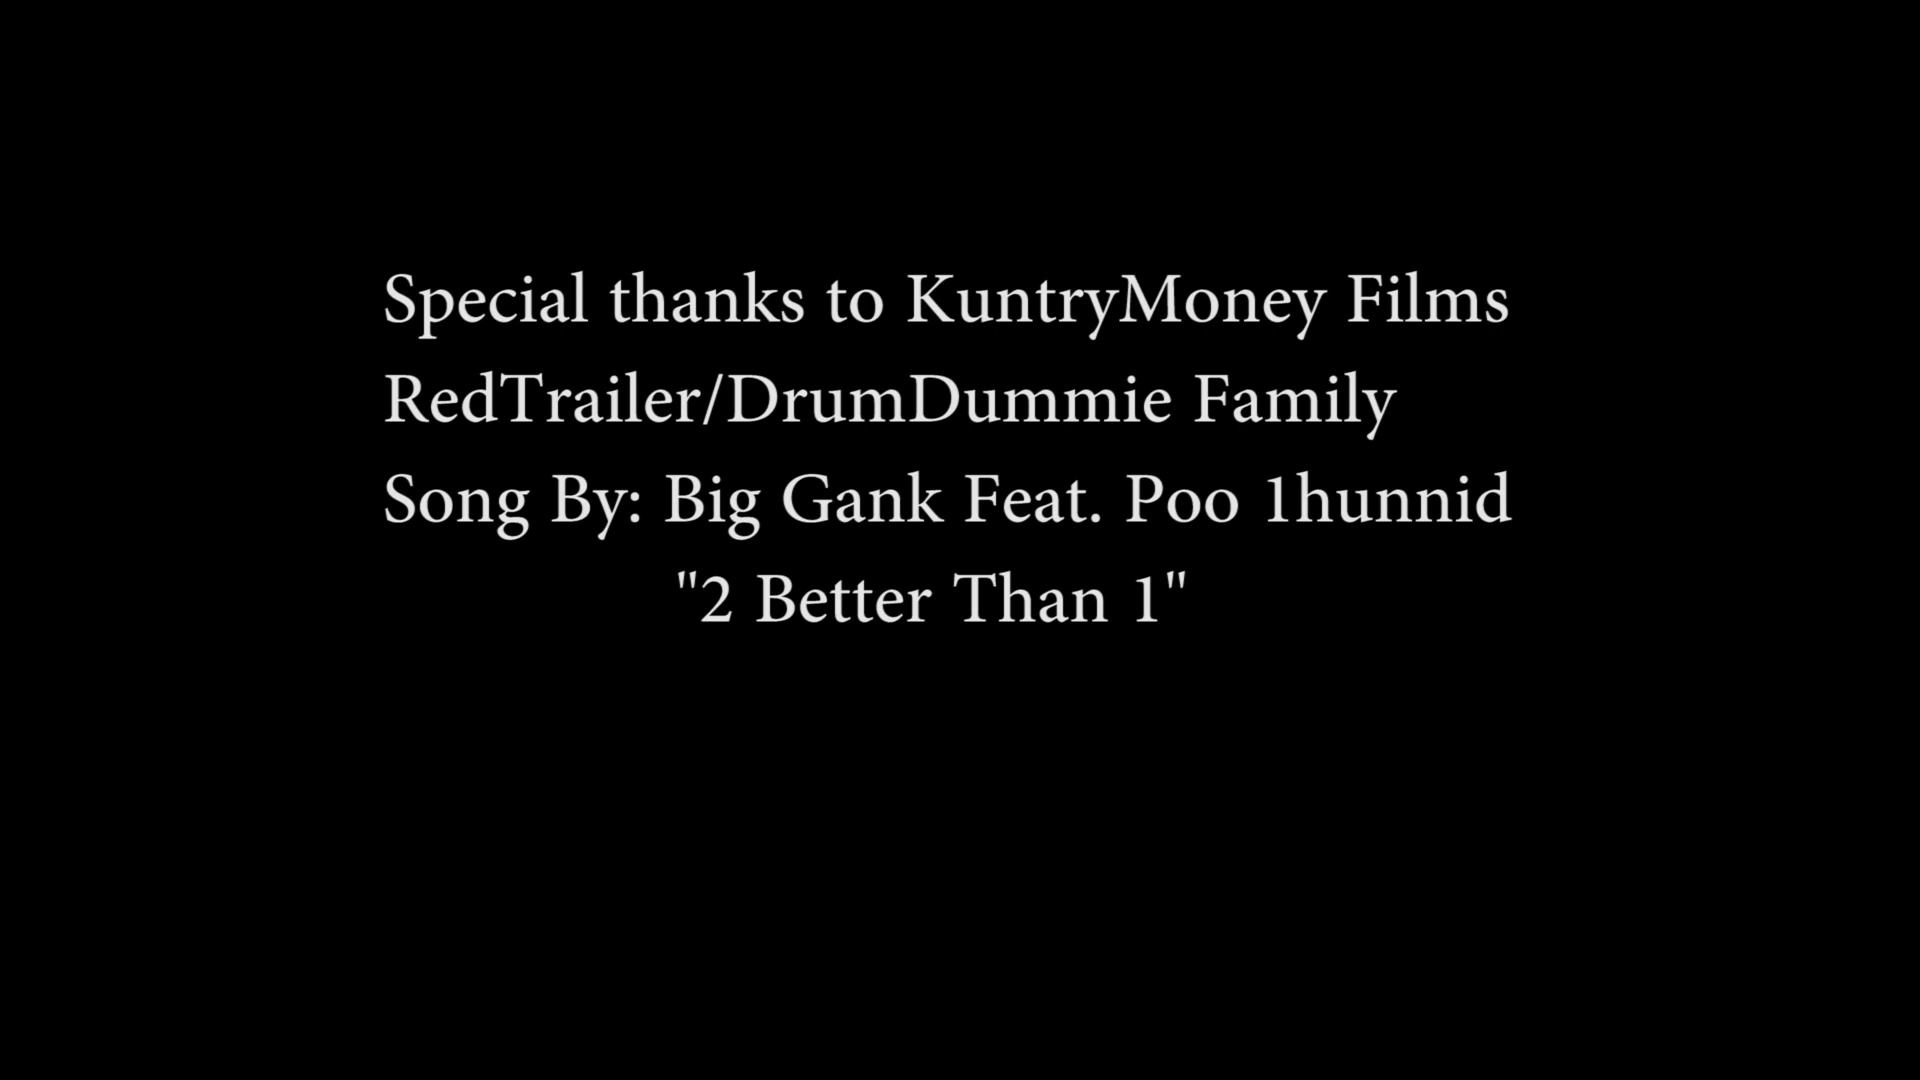 Special thanks to KuntryMoney Films
RedTrailer/DrumDummie Family
Song By: Big Gank Feat. Poo 1hunnid
"2 Better Than 1"